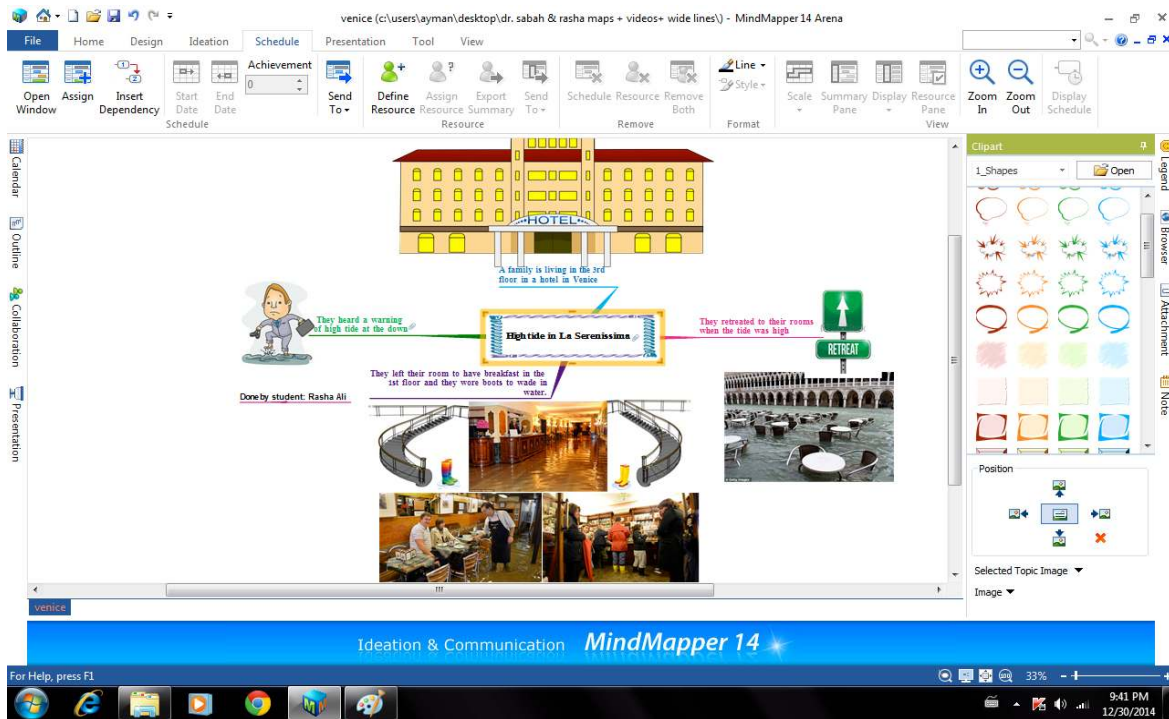 venice (c:\users\ayman\desktop\dr. sabah & rasha maps + videos+ wide lines\) - MindMapper 14 Arena
File Home Design Ideation Schedule Presentation Tool View
Open Window
Assign
Insert Dependency
Start Date
End Date
Achievement
0
Send To
Define Resource
Assign Resource
Export Summary
Send To
Schedule
Resource
Remove Both
Line
Style
Scale
Summary Pane
Display
Resource Pane
Zoom In
Zoom Out
Display Schedule
Schedule Resource Remove Format View
Calendar
Outline
Collaboration
Presentation
HOTEL
A family is living in the 3rd
floor in a hotel in Venice
They heard a warning
of high tide at the down
High tide in La Serenissima
They retreated to their rooms
when the tide was high
RETREAT
They left their room to have breakfast in the
1st floor and they wore boots to wade in
water.
Done by student: Rasha Ali
Clipart
1_Shapes
Open
Legend
Browser
Attachment
Note
Position
Selected Topic Image
Image
venice
Ideation & Communication MindMapper 14
For Help, press F1
33%
9:41 PM
12/30/2014